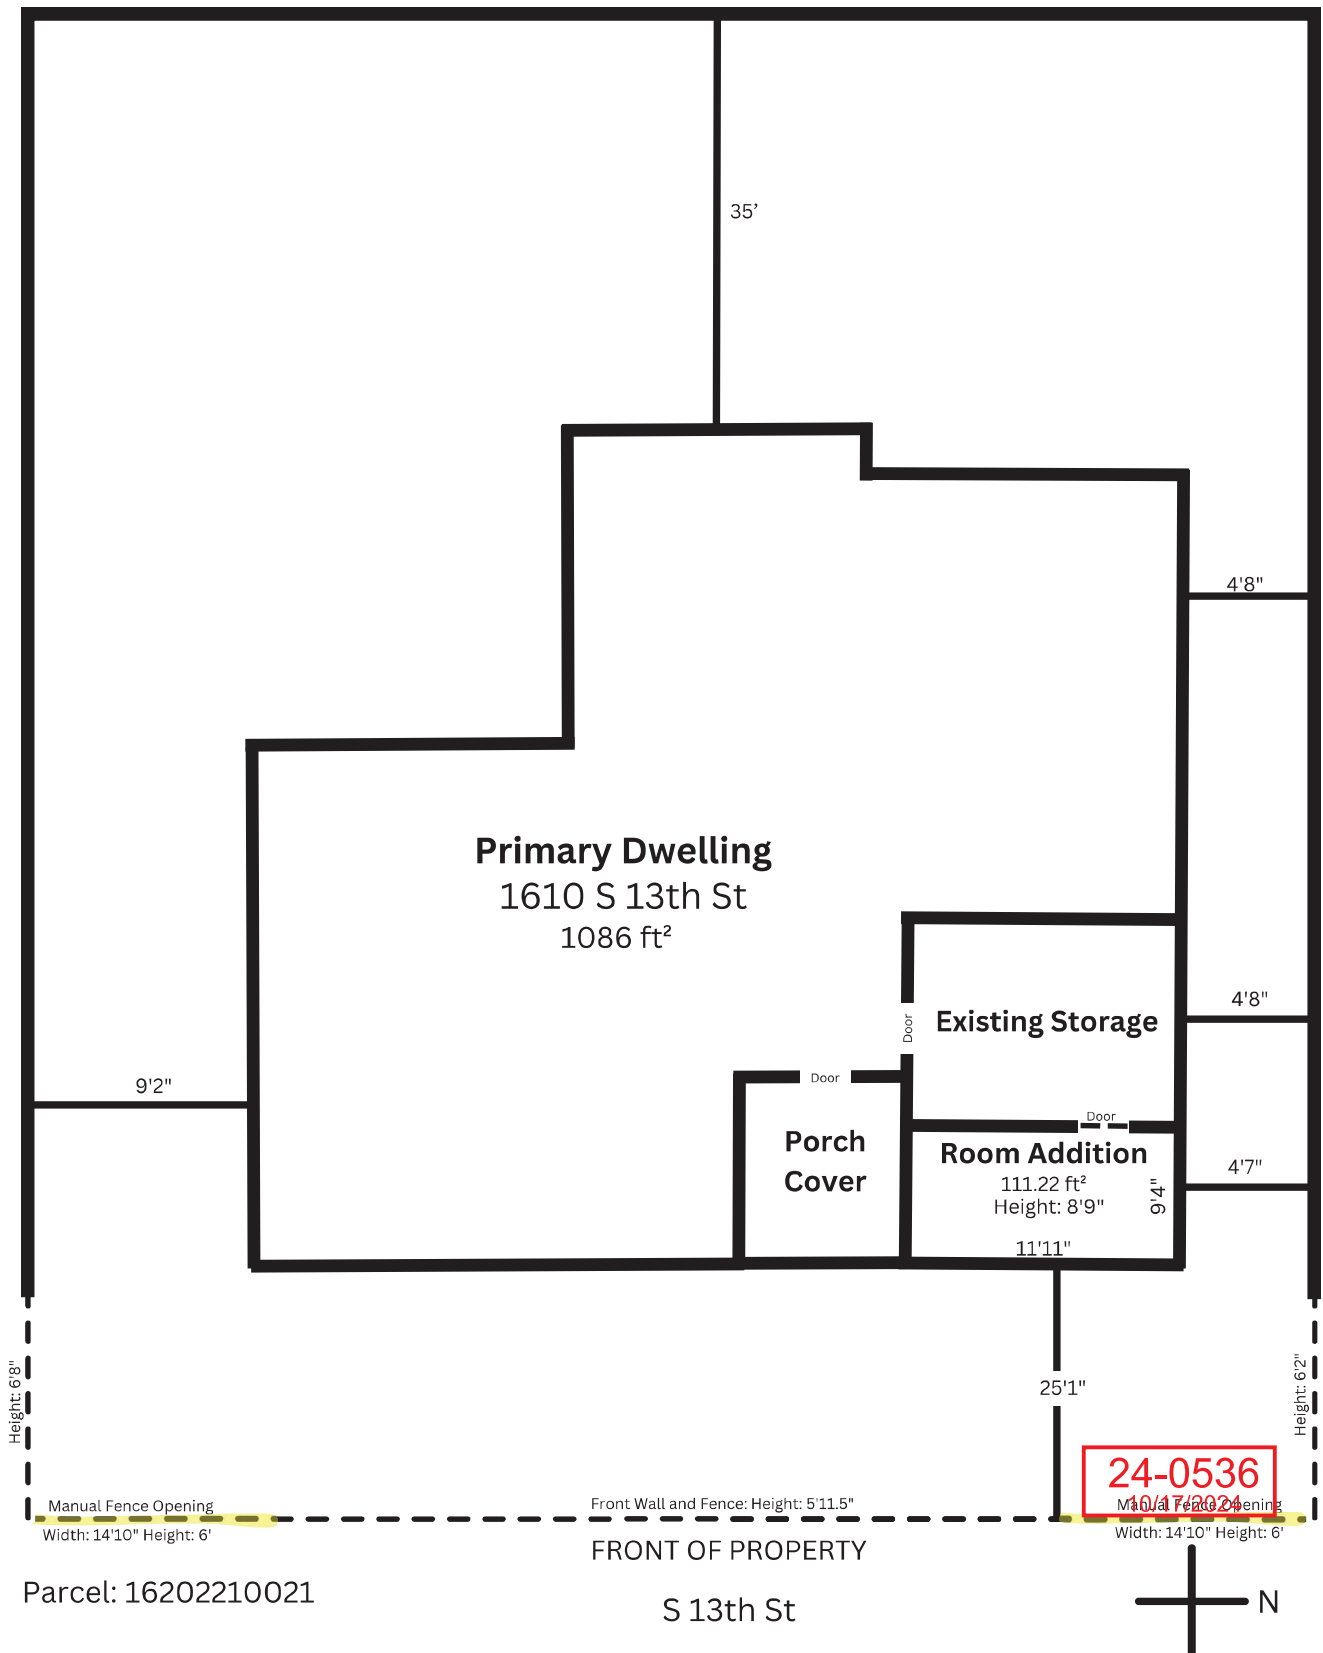 35’
4'8"
Primary Dwelling
1610 S 13th St
1086 ft²
4'8"
Door
Existing Storage
9'2"
Door
Door
Porch
Cover
Room Addition
111.22 ft²
Height: 8'9"
9'4"
11'11"
4'7"
25'1"
Height: 6'8"
Height: 6'2"
24-0536
10/17/2024
Manual Fence Opening
Width: 14'10" Height: 6'
Front Wall and Fence: Height: 5'11.5"
Manual Fence Opening
Width: 14'10" Height: 6'
FRONT OF PROPERTY
Parcel: 16202210021
S 13th St
N